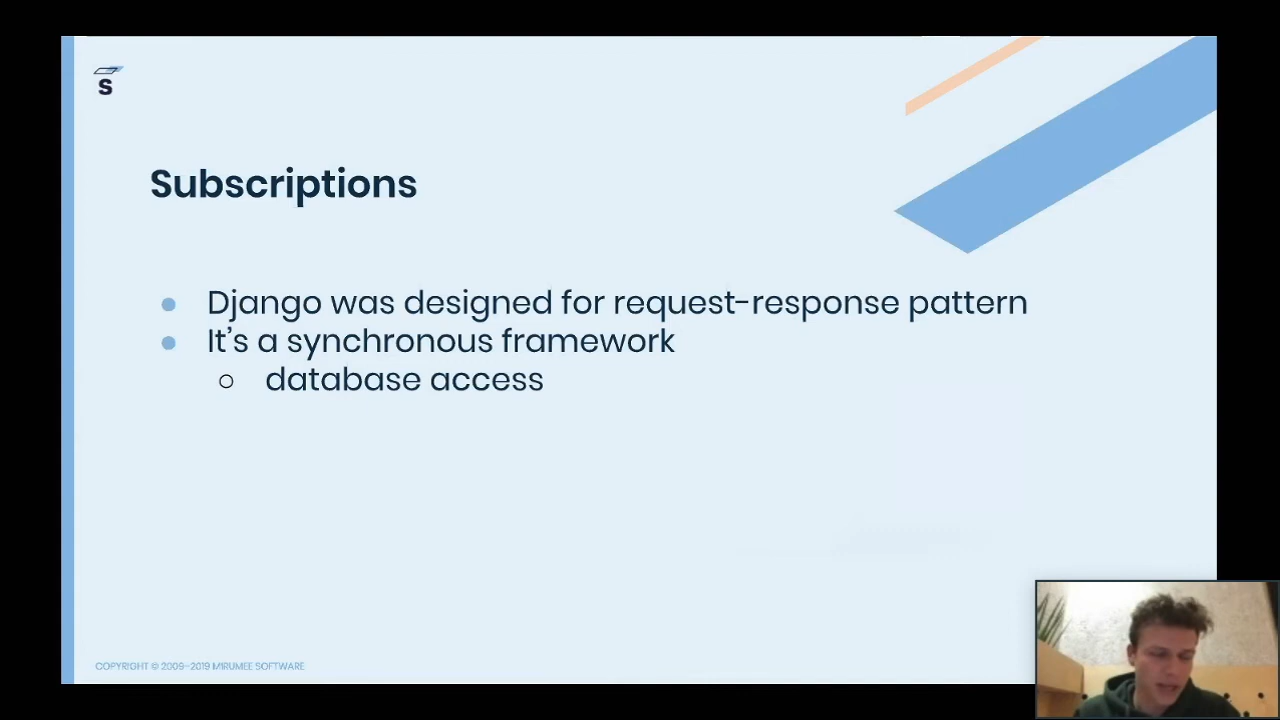 S
Subscriptions
Django was designed for request-response pattern
It's a synchronous framework
database access
COPYRIGHT © 2009–2019 MIRUMEE SOFTWARE